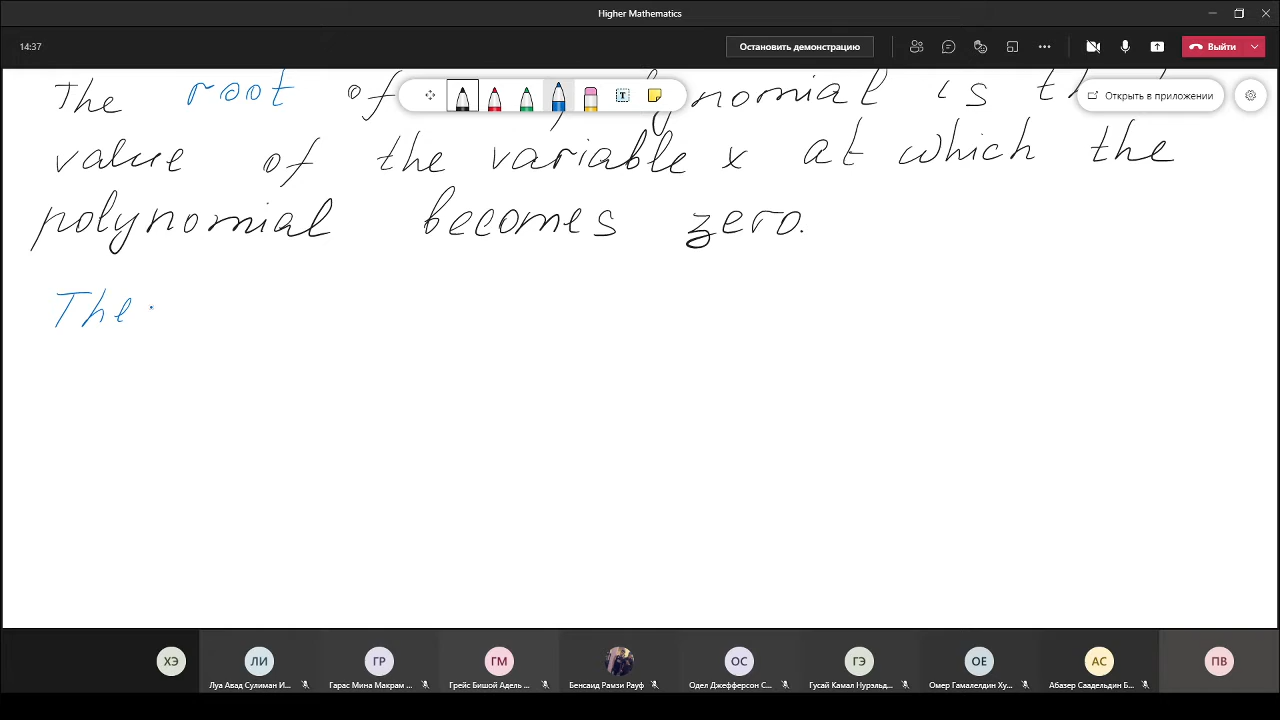 Higher Mathematics
14:37
Остановить демонстрацию
Выйти
The root of nomial is
Открыть в приложении
value of the variable x at which the
polynomial becomes zero.
The
ХЭ
ЛИ
ГР
ГМ
ОС
ГЭ
ОЕ
АС
ПВ
Луа Авад Сулиман И...
Гарас Мина Макрам ...
Грейс Бишой Адель ...
Бенсаид Рамзи Рауф
Одел Джефферсон С...
Гусай Камал Нурэльд...
Омер Гамалелдин Ху...
Абазер Саадельдин Б...